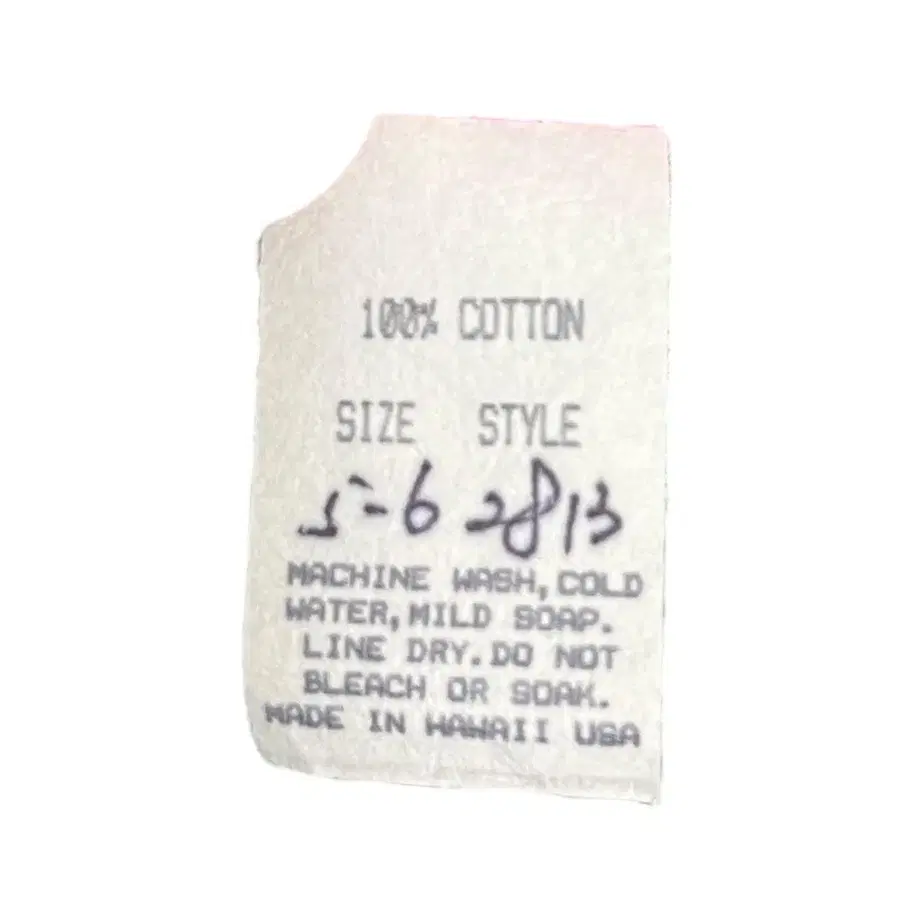 100% COTTON
SIZE STYLE
5-6 2813
MACHINE WASH,COLD
WATER,MILD SOAP.
LINE DRY.DO NOT
BLEACH OR SOAK.
MADE IN HAWAII USA